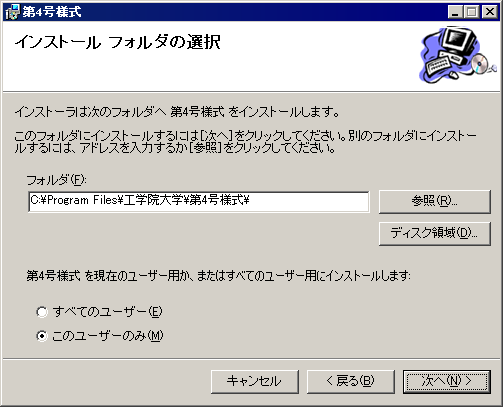 第4号様式
インストール フォルダの選択
インストーラは次のフォルダへ 第4号様式 をインストールします。
このフォルダにインストールするには[次へ]をクリックしてください。別のフォルダにインストー
ルするには、アドレスを入力するか[参照]をクリックしてください。
フォルダ(F):
C:¥Program Files¥工学院大学¥第4号様式¥
参照(R)...
ディスク領域(D)...
第4号様式 を現在のユーザー用か、またはすべてのユーザー用にインストールします:
すべてのユーザー(E)
このユーザーのみ(M)
キャンセル
< 戻る(B)
次へ(N) >